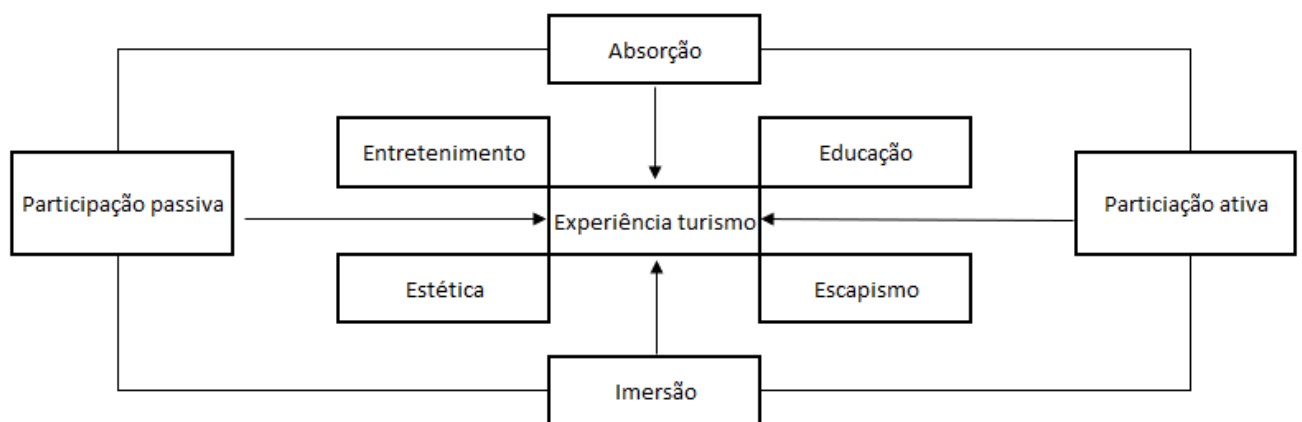 Absorção
Entretenimento
Educação
Participação passiva
Experiência turismo
Particiação ativa
Estética
Escapismo
Imersão